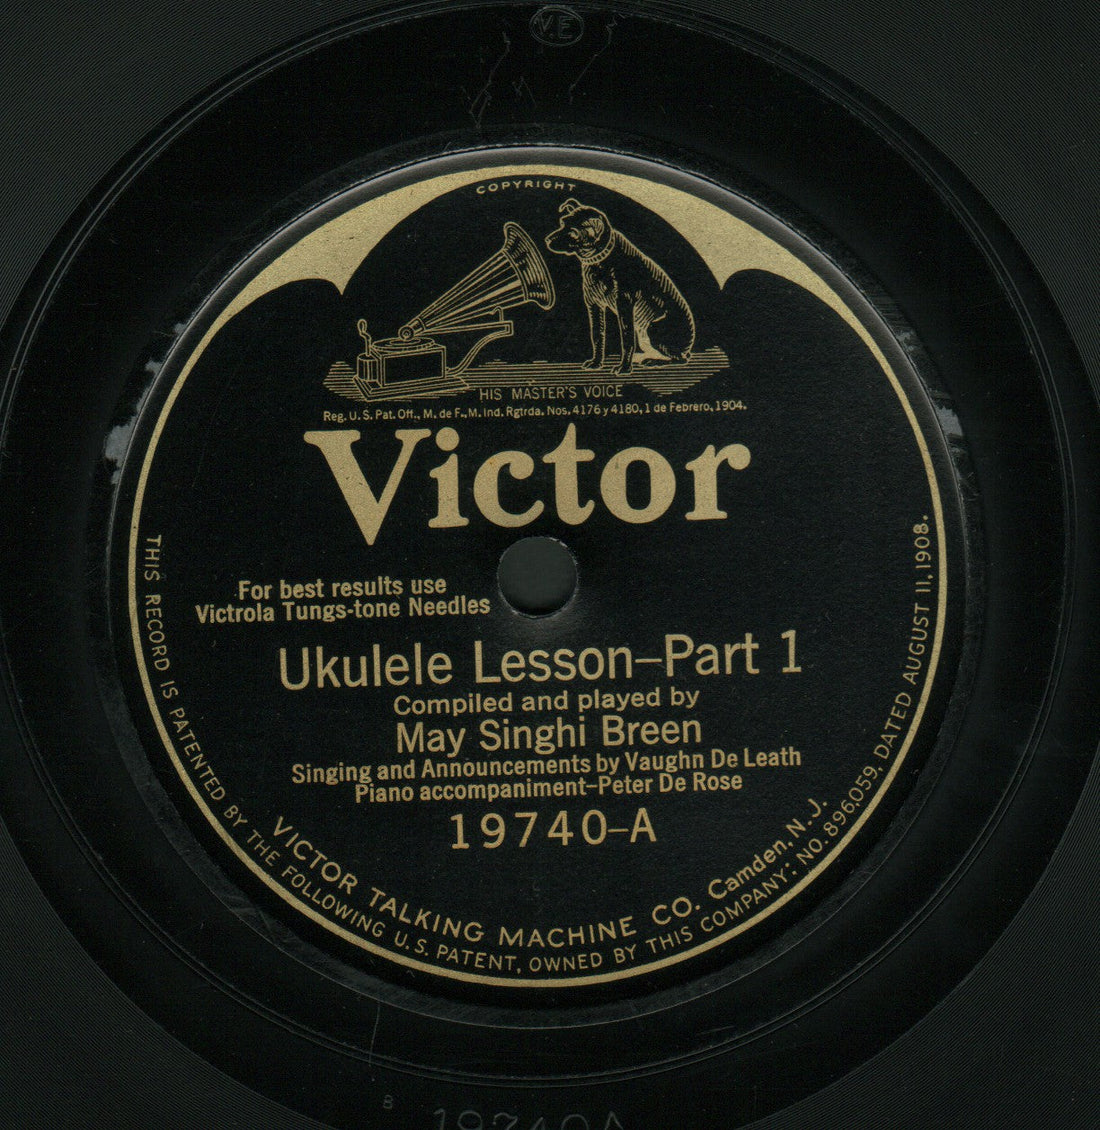 V.E
COPYRIGHT
HIS MASTER'S VOICE
Reg. U.S. Pat. Off., M. de F., M. Ind. Rgtrda. Nos. 4176 y 4180, 1 de Febrero, 1904.
Victor
For best results use
Victrola Tungs-tone Needles
Ukulele Lesson–Part 1
Compiled and played by
May Singhi Breen
Singing and Announcements by Vaughn De Leath
Piano accompaniment–Peter De Rose
19740–A
VICTOR TALKING MACHINE CO. Camden, N.J.
THIS RECORD IS PATENTED BY THE FOLLOWING U.S. PATENT, OWNED BY THIS COMPANY: NO. 896,059, DATED AUGUST 11, 1908.
B
19740A